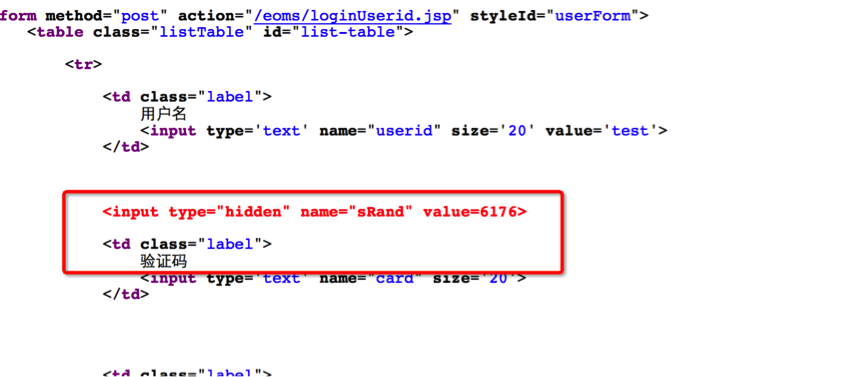 form method="post" action="/eoms/loginUserid.jsp" styleId="userForm">
<table class="listTable" id="list-table">
<tr>
<td class="label">
用户名
<input type='text' name="userid" size='20' value='test'>
</td>
<input type="hidden" name="sRand" value=6176>
<td class="label">
验证码
<input type='text' name="card" size='20'>
</td>
<td class="label">